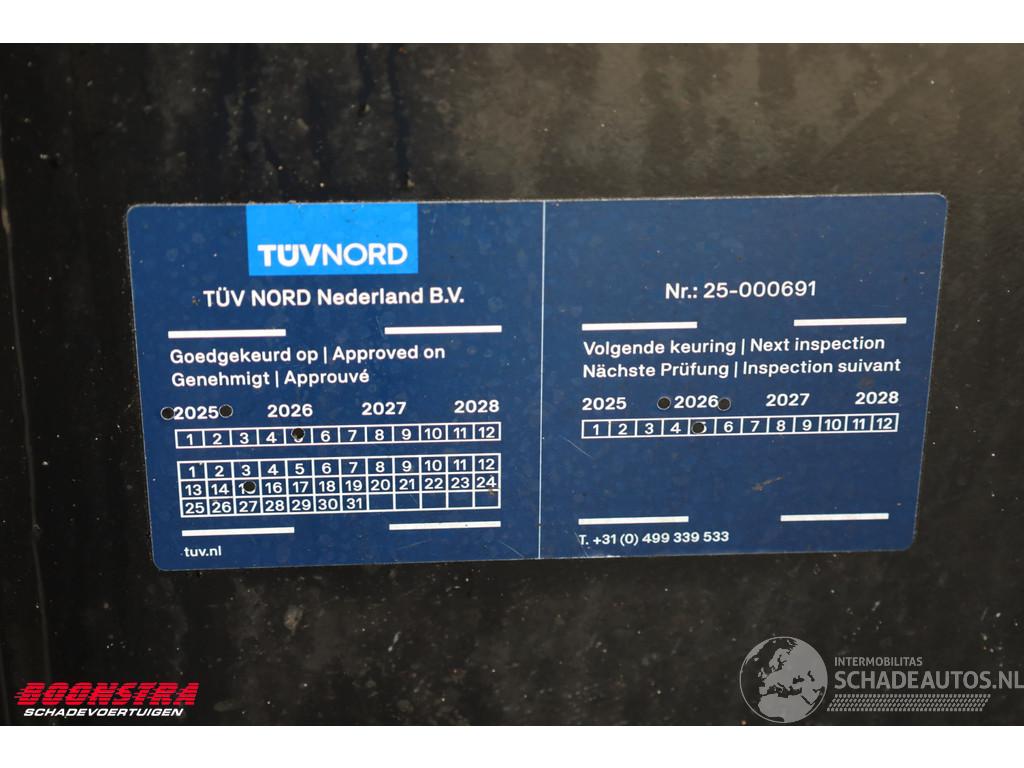 TÜVNORD
TÜV NORD Nederland B.V.
Goedgekeurd op | Approved on
Genehmigt | Approuvé
2025 2026 2027 2028
1 2 3 4 6 7 8 9 10 11 12
1 2 3 4 5 6 7 8 9 10 11 12
13 14 16 17 18 19 20 21 22 23 24
25 26 27 28 29 30 31
tuv.nl
Nr.: 25-000691
Volgende keuring | Next inspection
Nächste Prüfung | Inspection suivant
2025 2026 2027 2028
1 2 3 4 5 6 7 8 9 10 11 12
T. +31 (0) 499 339 533
BOONSTRA
SCHADEVOERTUIGEN
INTERMOBILITAS
SCHADEAUTOS.NL